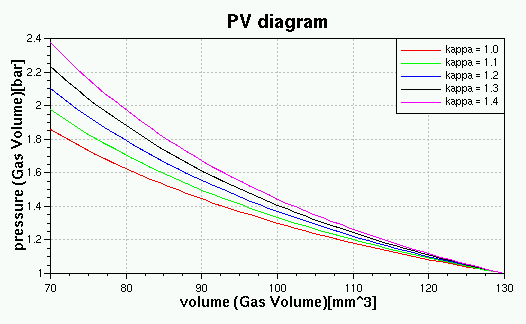 PV diagram
pressure (Gas Volume)[bar]
2.4
2.2
2
1.8
1.6
1.4
1.2
1
kappa = 1.0
kappa = 1.1
kappa = 1.2
kappa = 1.3
kappa = 1.4
70 80 90 100 110 120 130
volume (Gas Volume)[mm^3]